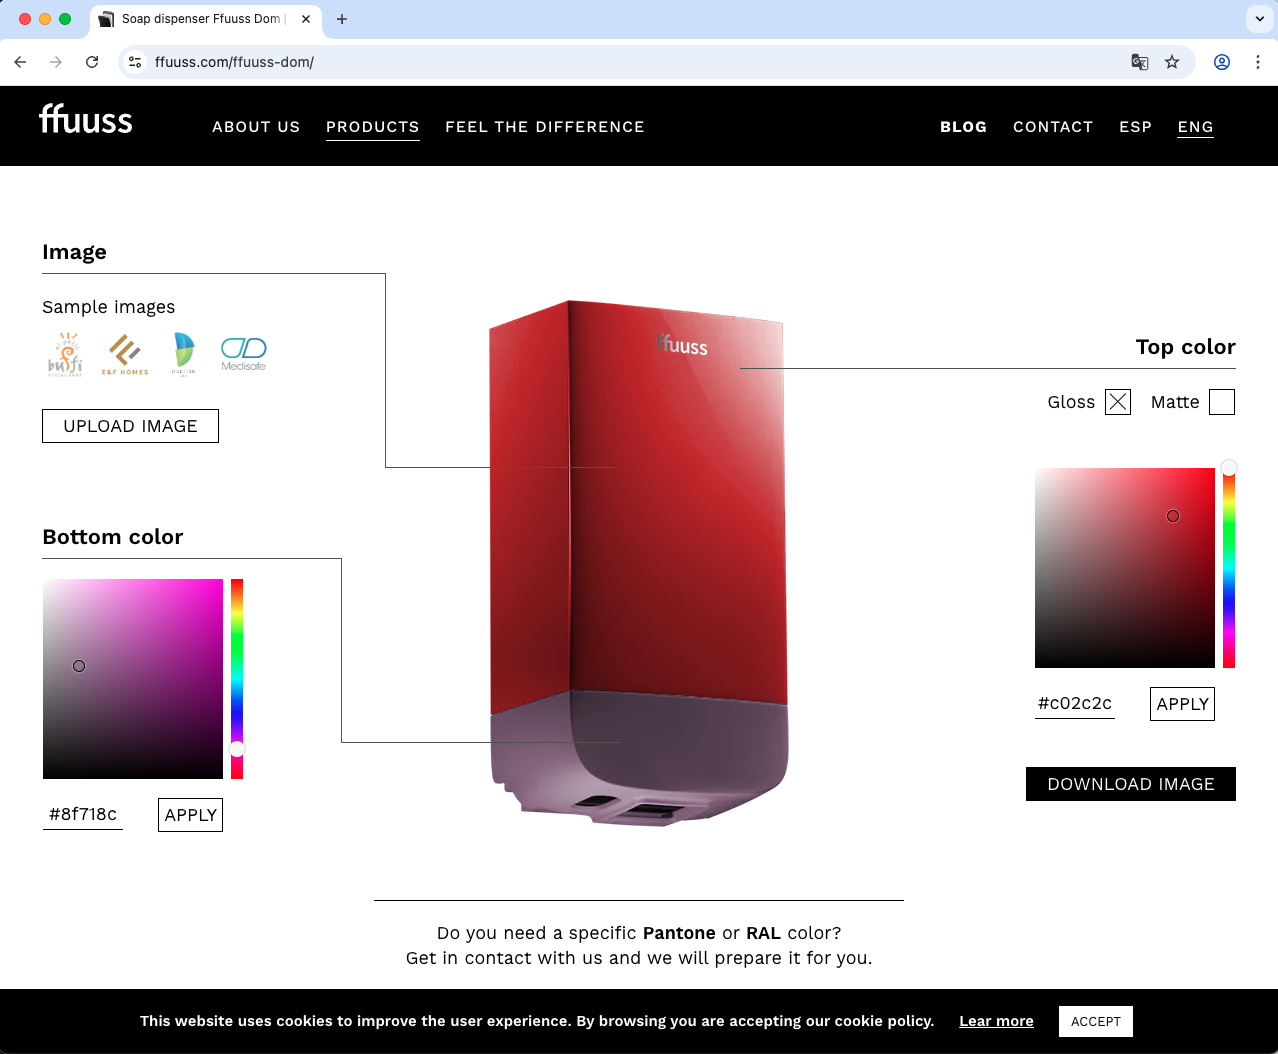 Soap dispenser Ffuuss Dom |
ffuuss.com/ffuuss-dom/
ffuuss
ABOUT US
PRODUCTS
FEEL THE DIFFERENCE
BLOG
CONTACT
ESP
ENG
Image
Sample images
E&F HOMES
Medisafe
UPLOAD IMAGE
ffuuss
Top color
Gloss
Matte
Bottom color
#c02c2c
APPLY
DOWNLOAD IMAGE
#8f718c
APPLY
Do you need a specific Pantone or RAL color?
Get in contact with us and we will prepare it for you.
This website uses cookies to improve the user experience. By browsing you are accepting our cookie policy.
Lear more
ACCEPT